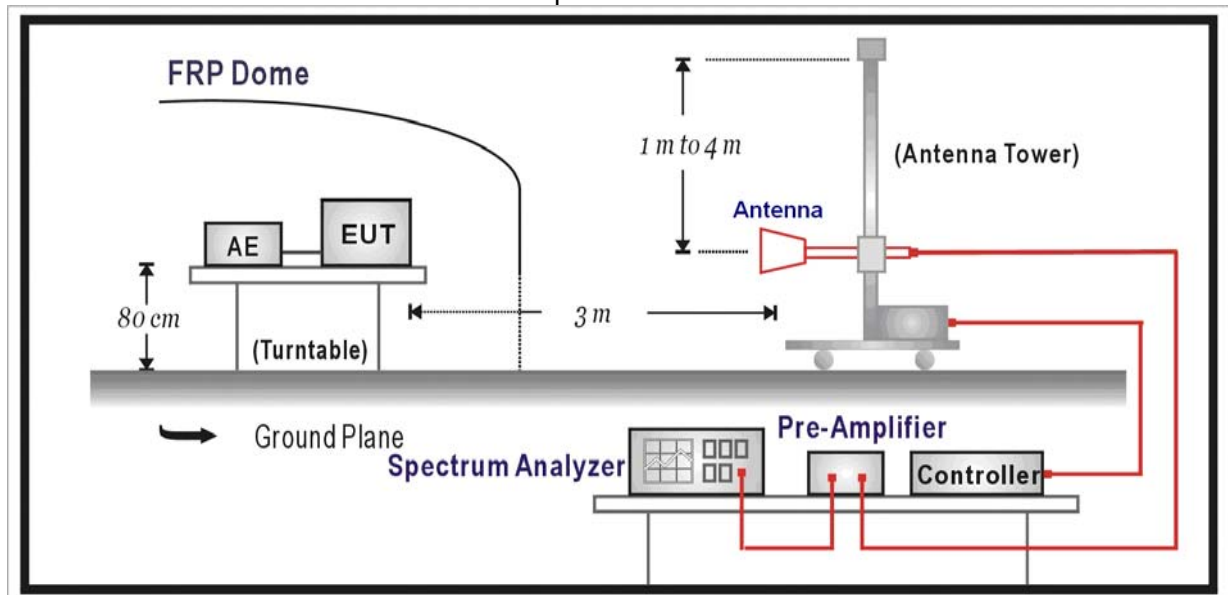 FRP Dome
1 m to 4 m
(Antenna Tower)
Antenna
AE
EUT
80 cm
3 m
(Turntable)
Ground Plane
Pre-Amplifier
Spectrum Analyzer
Controller